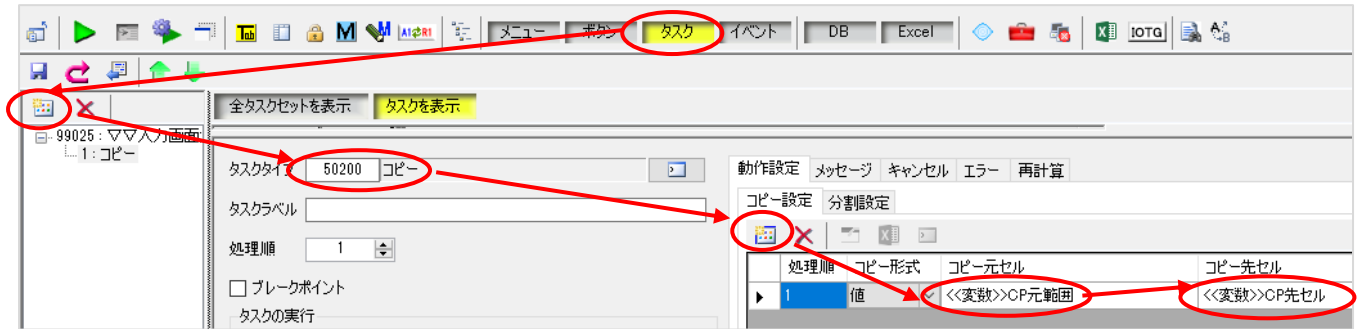 Tab M A1⇄R1 メニュー ボタン タスク イベント DB Excel X IOTG A B
全タスクセットを表示 タスクを表示
99025：▽▽入力画面
1：コピー
タスクタイプ 50200 コピー
タスクラベル
処理順 1
ブレークポイント
タスクの実行
動作設定 メッセージ キャンセル エラー 再計算
コピー設定 分割設定
処理順 コピー形式 コピー元セル コピー先セル
1 値 <<変数>>CP元範囲 <<変数>>CP先セル